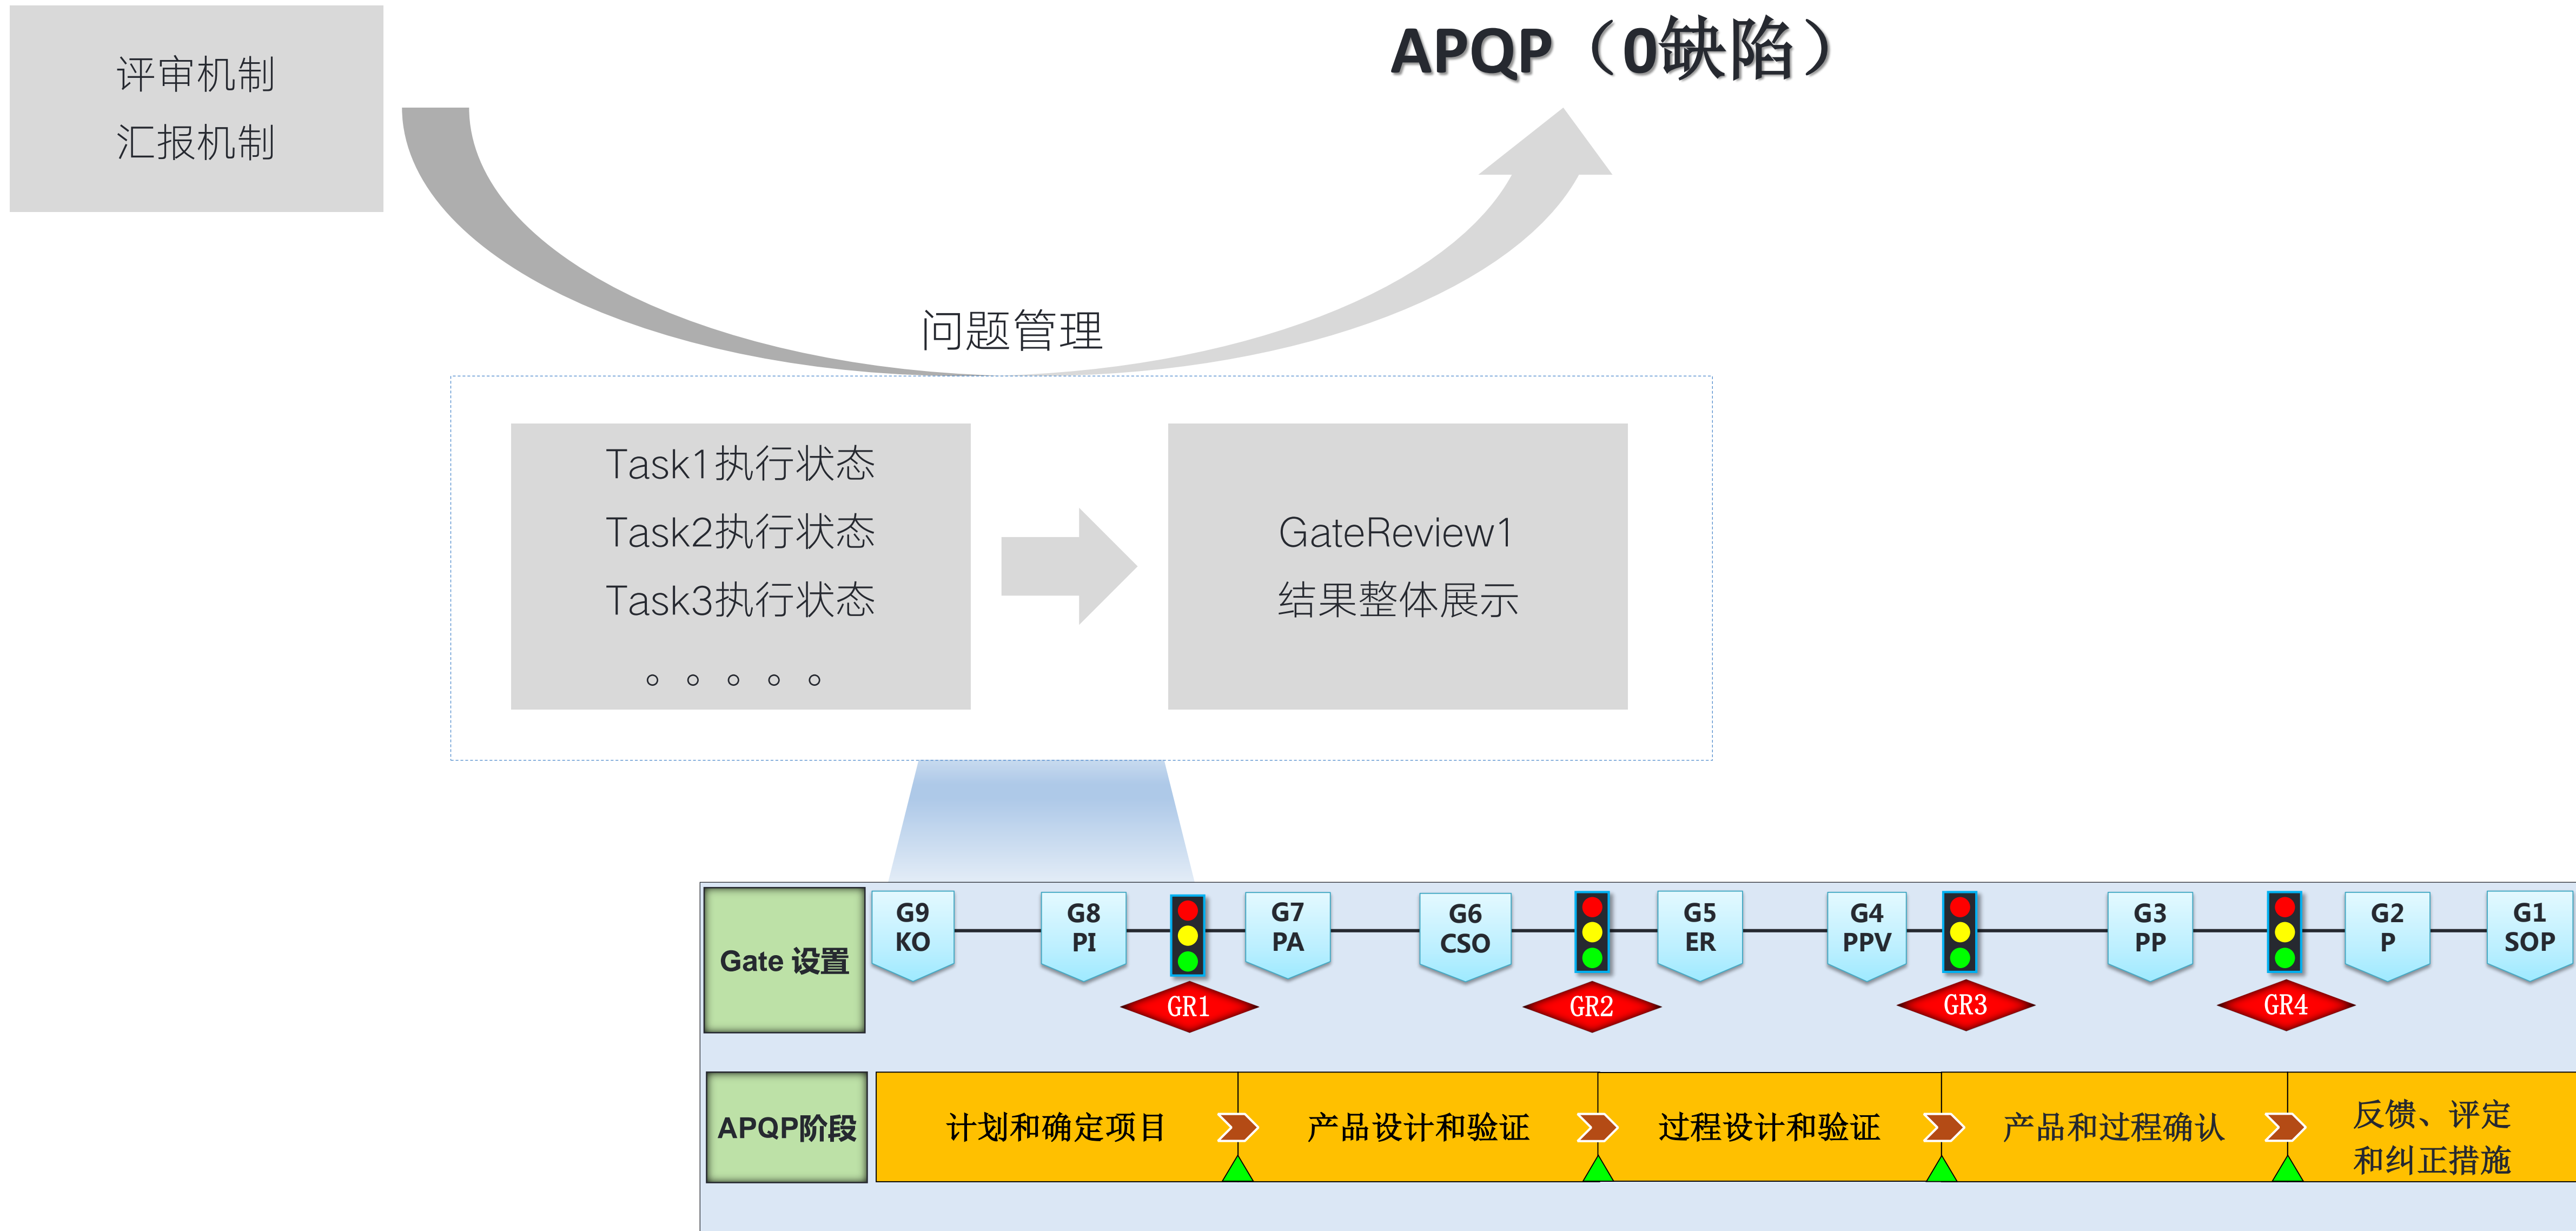 评审机制
汇报机制
APQP（0缺陷）
问题管理
Task1执行状态
Task2执行状态
Task3执行状态
。。。。。
GateReview1
结果整体展示
Gate 设置
G9
KO
G8
PI
GR1
G7
PA
G6
CSO
GR2
G5
ER
G4
PPV
GR3
G3
PP
GR4
G2
P
G1
SOP
APQP阶段
计划和确定项目
产品设计和验证
过程设计和验证
产品和过程确认
反馈、评定
和纠正措施